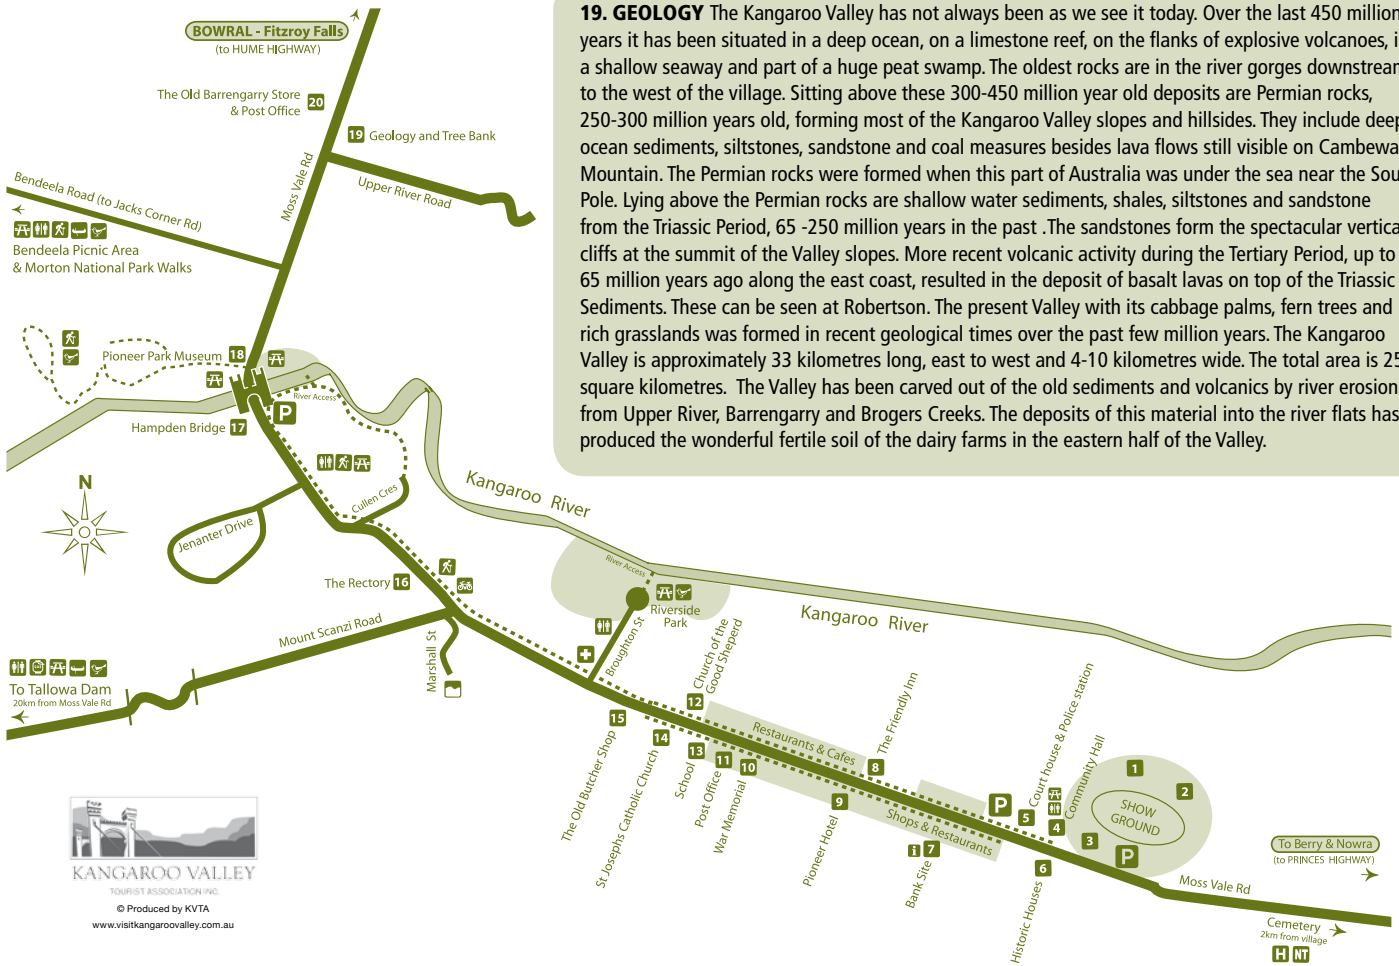 BOWRAL - Fitzroy Falls
(to HUME HIGHWAY)
The Old Barrengarry Store
& Post Office
20
19 Geology and Tree Bank
Moss Vale Rd
Upper River Road
Bendeela Road (to Jacks Corner Rd)
Bendeela Picnic Area
& Morton National Park Walks
Pioneer Park Museum 18
River Access
P
Hampden Bridge 17
N
Cullen Cres
Jenanter Drive
Kangaroo River
The Rectory 16
River Access
Riverside
Park
Kangaroo River
Mount Scanzi Road
Marshall St
Broughton St
To Tallowa Dam
20km from Moss Vale Rd
12
Church of the
Good Sheperd
15
The Old Butcher Shop
14
St Josephs Catholic Church
13
School
11
Post Office
10
War Memorial
Restaurants & Cafes
8
The Friendly Inn
9
Pioneer Hotel
Shops & Restaurants
i 7
Bank Site
P
5
Court house & Police station
4
Community Hall
6
Historic Houses
1
2
3
SHOW
GROUND
P
Moss Vale Rd
To Berry & Nowra
(to PRINCES HIGHWAY)
Cemetery
2km from village
H NT
KANGAROO VALLEY
TOURIST ASSOCIATION INC.
© Produced by KVTA
www.visitkangaroovalley.com.au
19. GEOLOGY The Kangaroo Valley has not always been as we see it today. Over the last 450 million
years it has been situated in a deep ocean, on a limestone reef, on the flanks of explosive volcanoes, i
a shallow seaway and part of a huge peat swamp. The oldest rocks are in the river gorges downstream
to the west of the village. Sitting above these 300-450 million year old deposits are Permian rocks,
250-300 million years old, forming most of the Kangaroo Valley slopes and hillsides. They include deep
ocean sediments, siltstones, sandstone and coal measures besides lava flows still visible on Cambewa
Mountain. The Permian rocks were formed when this part of Australia was under the sea near the Sou
Pole. Lying above the Permian rocks are shallow water sediments, shales, siltstones and sandstone
from the Triassic Period, 65 -250 million years in the past .The sandstones form the spectacular vertica
cliffs at the summit of the Valley slopes. More recent volcanic activity during the Tertiary Period, up to
65 million years ago along the east coast, resulted in the deposit of basalt lavas on top of the Triassic
Sediments. These can be seen at Robertson. The present Valley with its cabbage palms, fern trees and
rich grasslands was formed in recent geological times over the past few million years. The Kangaroo
Valley is approximately 33 kilometres long, east to west and 4-10 kilometres wide. The total area is 25
square kilometres. The Valley has been carved out of the old sediments and volcanics by river erosion
from Upper River, Barrengarry and Brogers Creeks. The deposits of this material into the river flats has
produced the wonderful fertile soil of the dairy farms in the eastern half of the Valley.